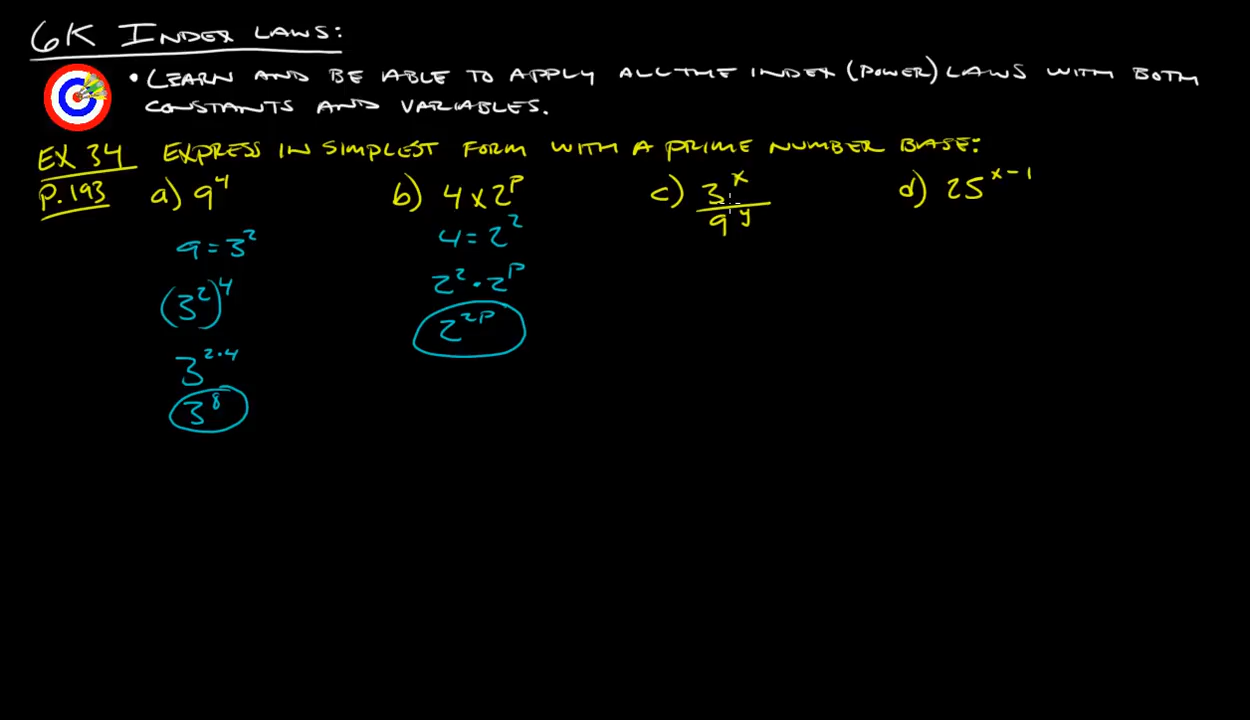 6K INDEX LAWS:
• LEARN AND BE ABLE TO APPLY ALL THE INDEX (POWER) LAWS WITH BOTH
CONSTANTS AND VARIABLES.
EX 34 EXPRESS IN SIMPLEST FORM WITH A PRIME NUMBER BASE:
P. 193 a) 9^4 b) 4 x 2^P c) 3^x / 9^y d) 25^(x-1)
9 = 3^2 4 = 2^2
(3^2)^4 2^2 · 2^P
3^(2·4) 2^(2P)
3^8